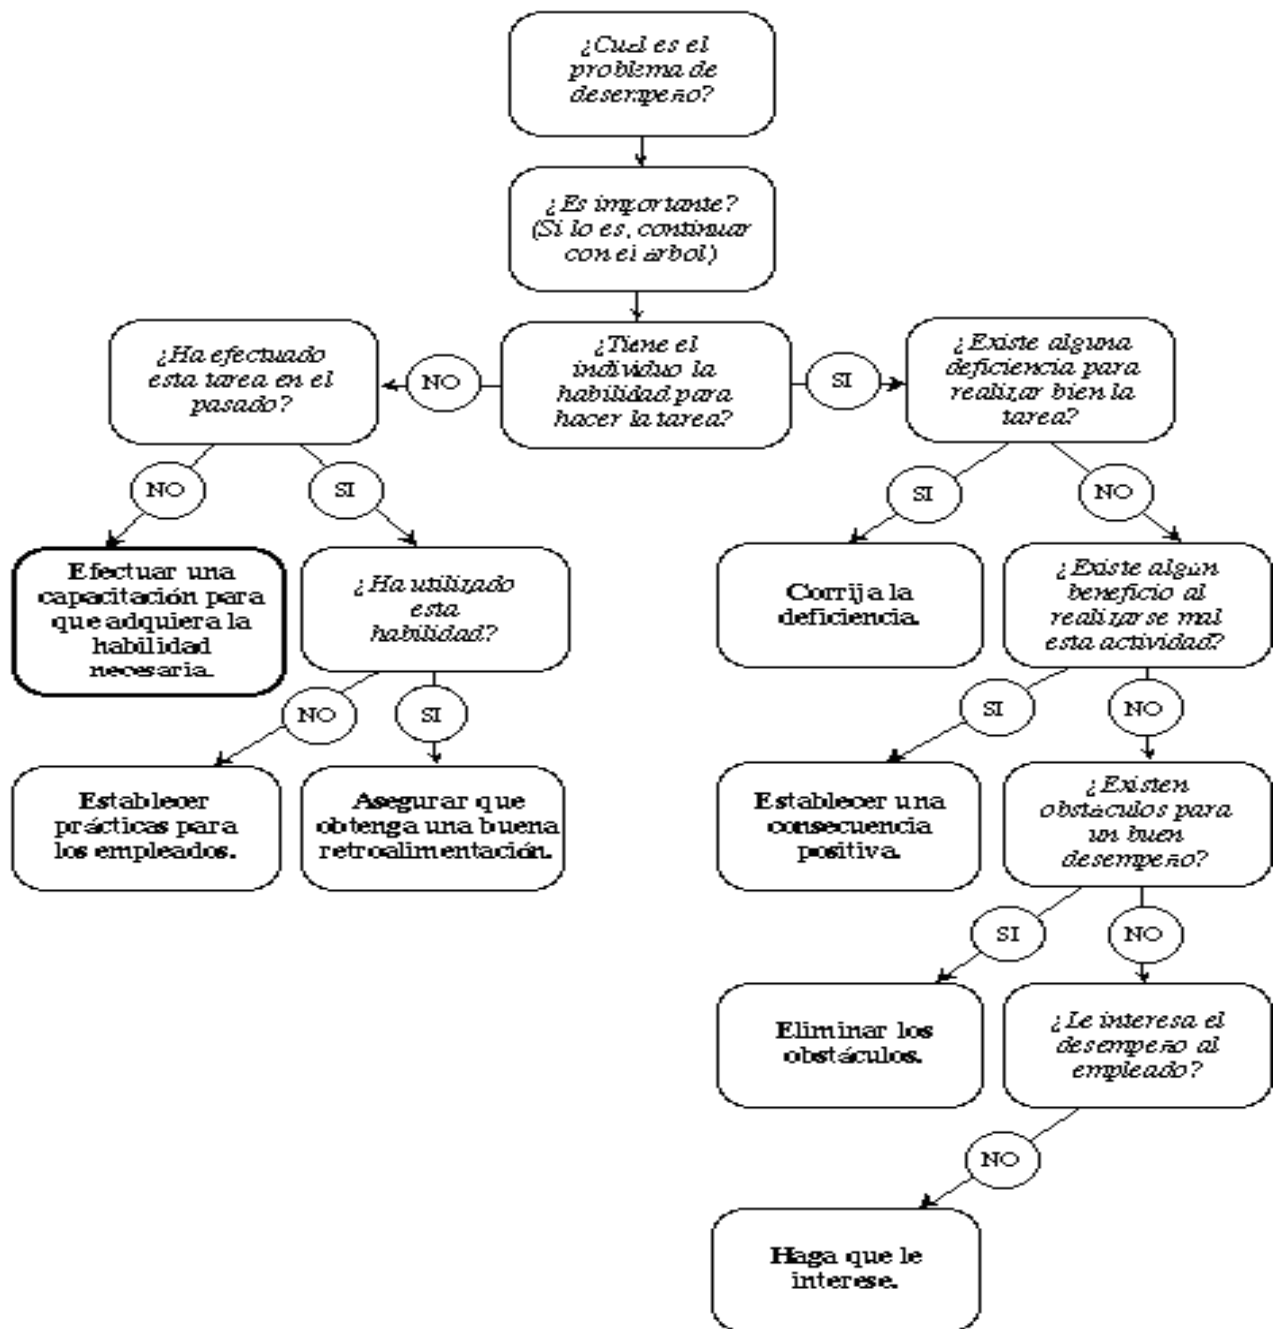 ¿Cual es el
problema de
desempeño?
¿Es importante?
(Si lo es, continuar
con el árbol)
¿Ha efectuado
esta tarea en el
pasado?
NO
¿Tiene el
individuo la
habilidad para
hacer la tarea?
SI
¿Existe alguna
deficiencia para
realizar bien la
tarea?
NO
SI
SI
NO
Efectuar una
capacitación para
que adquiera la
habilidad
necesaria.
¿Ha utilizado
esta
habilidad?
Corrija la
deficiencia.
¿Existe algún
beneficio al
realizarse mal
esta actividad?
NO
SI
SI
NO
Establecer
prácticas para
los empleados.
Asegurar que
obtenga una buena
retroalimentación.
Establecer una
consecuencia
positiva.
¿Existen
obstáculos para
un buen
desempeño?
SI
NO
Eliminar los
obstáculos.
¿Le interesa el
desempeño al
empleado?
NO
Haga que le
interese.